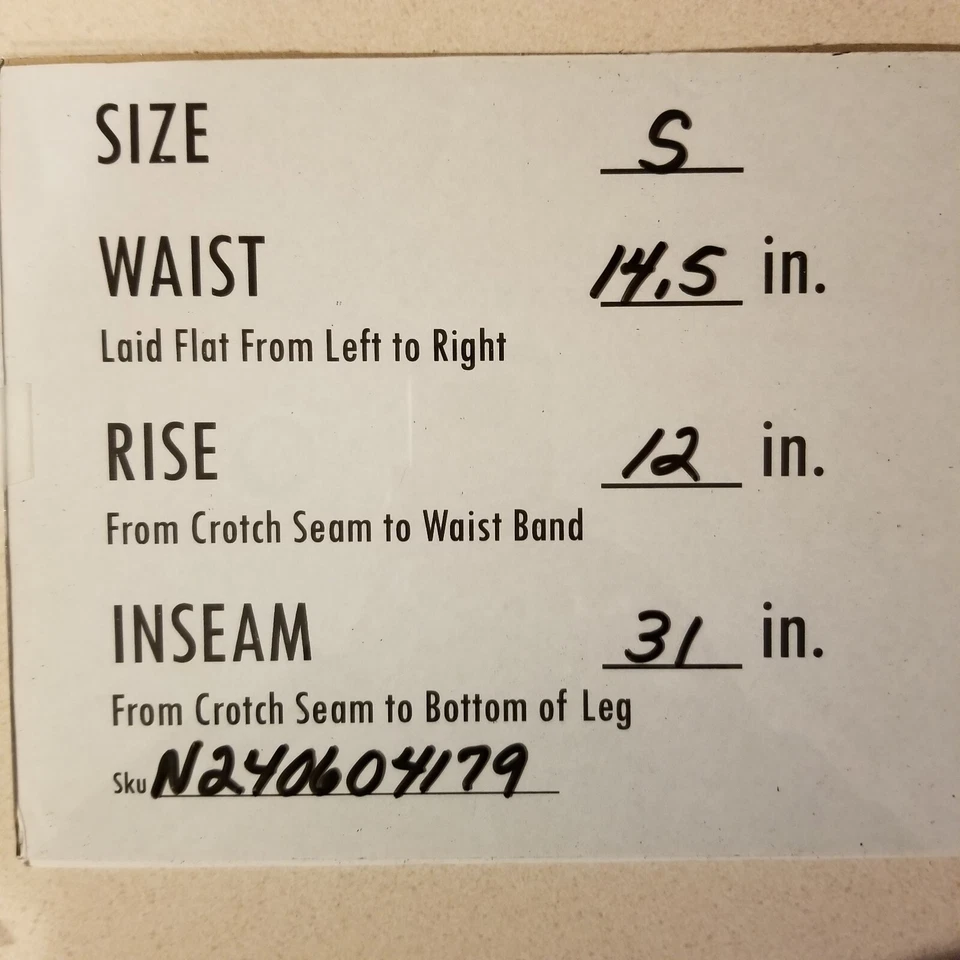 SIZE S
WAIST 14.5 in.
Laid Flat From Left to Right
RISE 12 in.
From Crotch Seam to Waist Band
INSEAM 31 in.
From Crotch Seam to Bottom of Leg
Sku N240604179